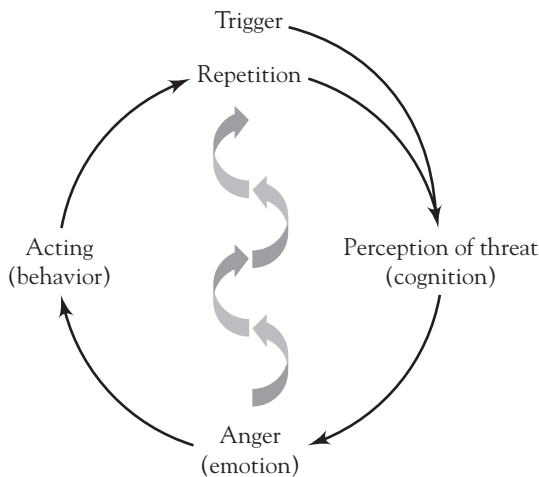 Trigger
Repetition
Acting
(behavior)
Perception of threat
(cognition)
Anger
(emotion)